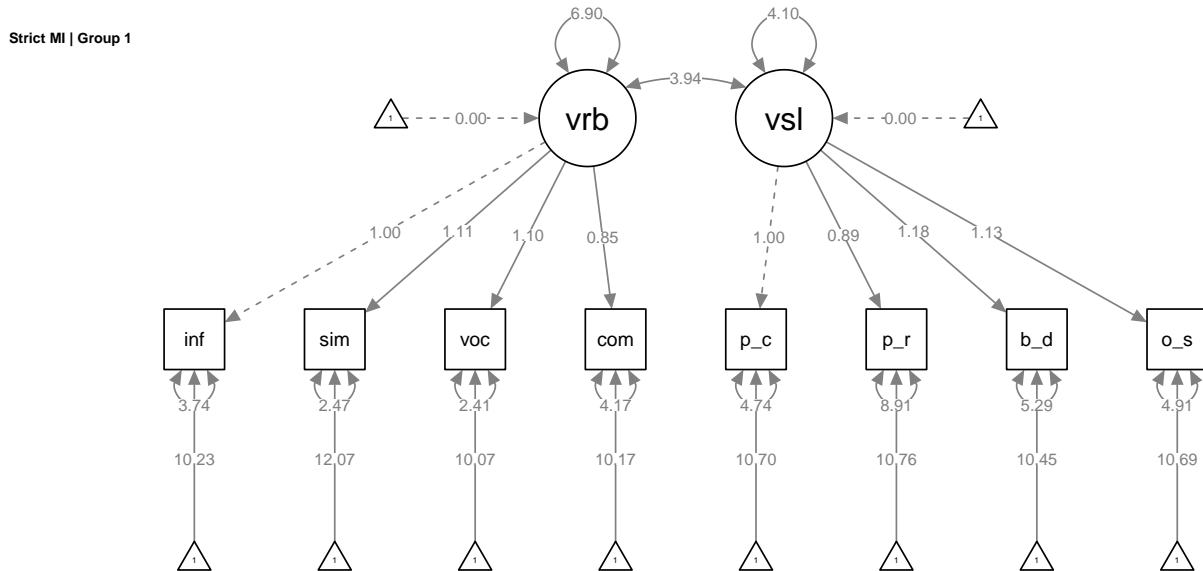 6.90 4.10
Strict MI | Group 1
3.94
1 0.00 vrb vsl 0.00 1
1.00 1.11 1.10 0.85 1.00 0.89 1.18 1.13
inf sim voc com p_c p_r b_d o_s
3.74 2.47 2.41 4.17 4.74 8.91 5.29 4.91
10.23 12.07 10.07 10.17 10.70 10.76 10.45 10.69
1 1 1 1 1 1 1 1